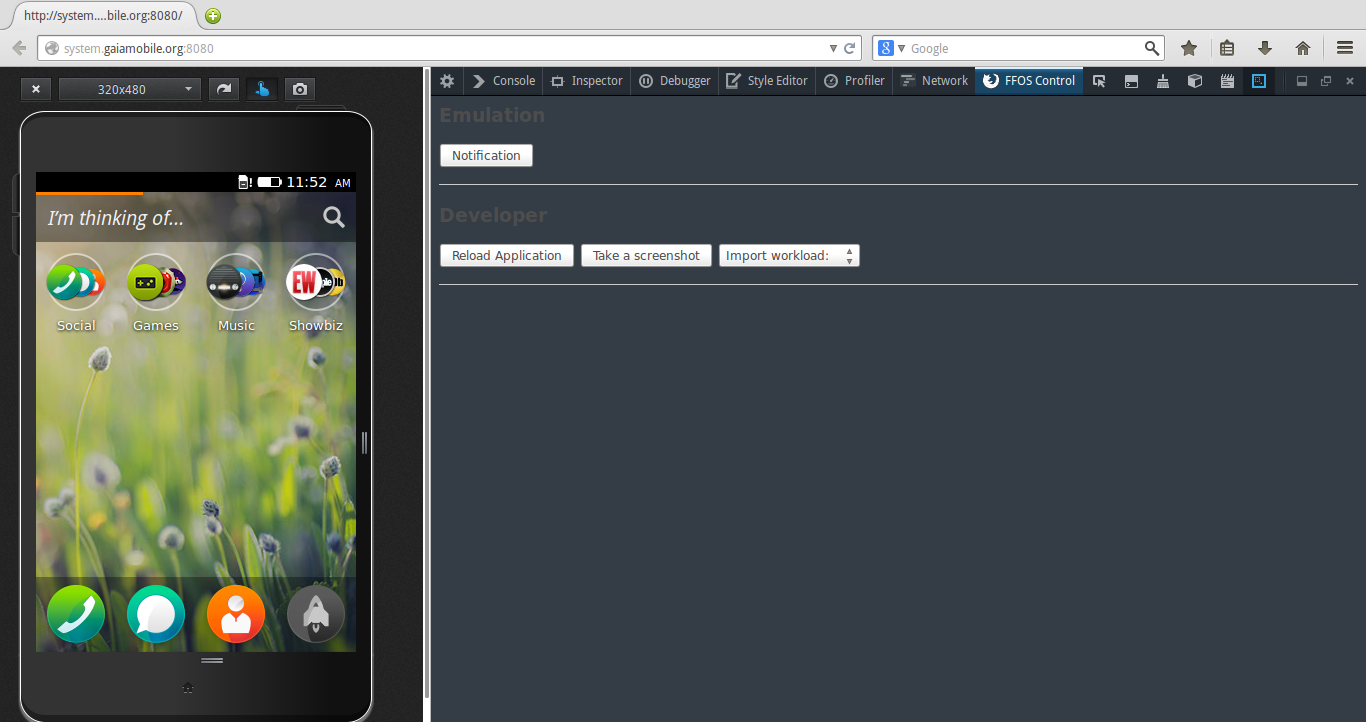 http://system....bile.org:8080/
system.gaiamobile.org:8080
Google
320x480
Console
Inspector
Debugger
Style Editor
Profiler
Network
FFOS Control
11:52 AM
I'm thinking of...
EW
Social
Games
Music
Showbiz
Emulation
Notification
Developer
Reload Application
Take a screenshot
Import workload: